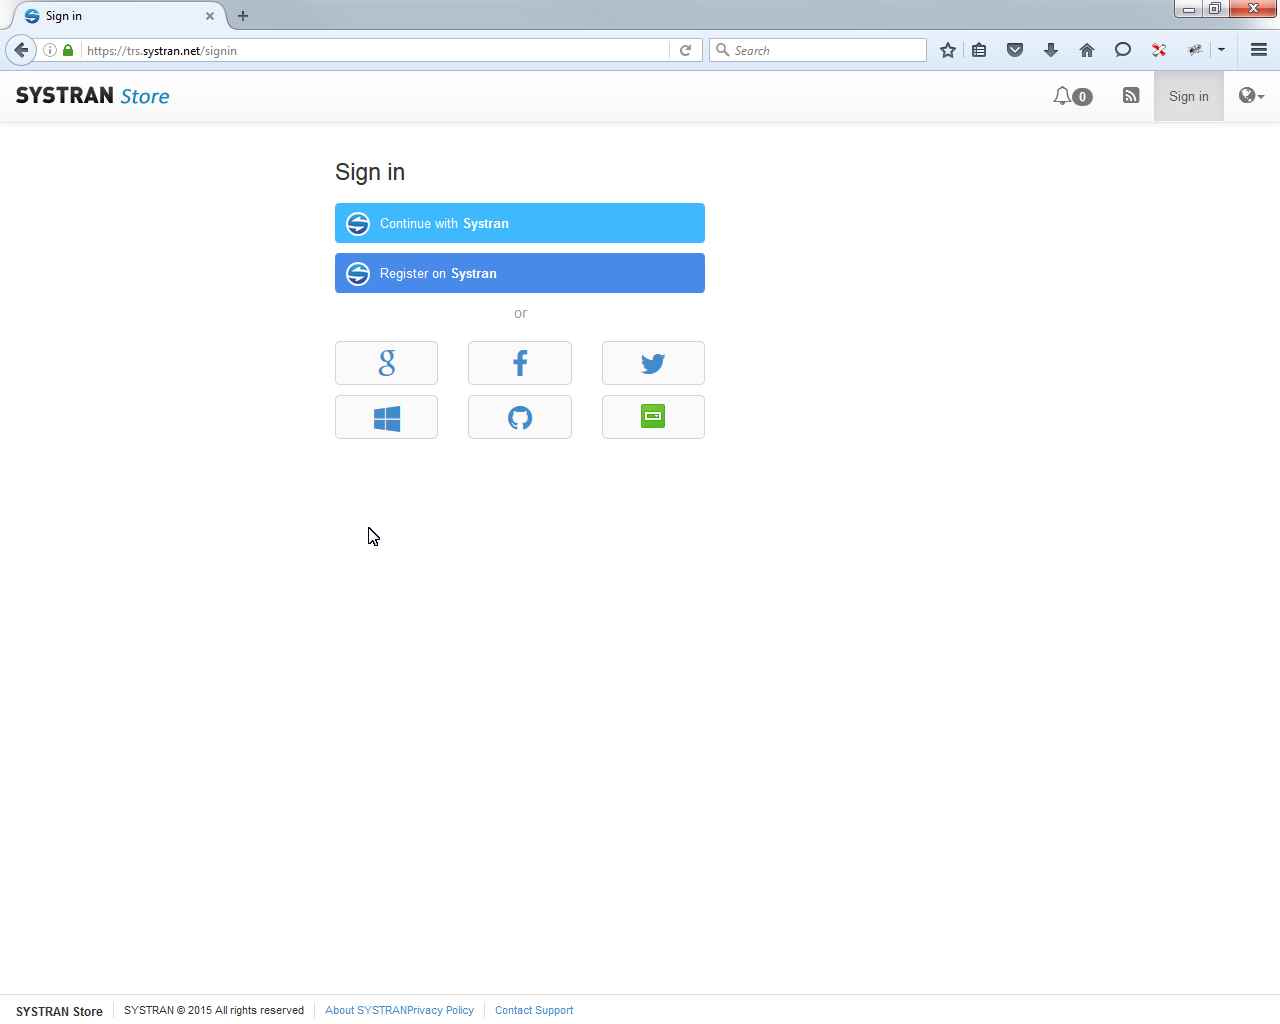 Sign in
https://trs.systran.net/signin
Search
SYSTRAN Store
0
Sign in
Sign in
Continue with Systran
Register on Systran
or
SYSTRAN Store
SYSTRAN © 2015 All rights reserved
About SYSTRANPrivacy Policy
Contact Support